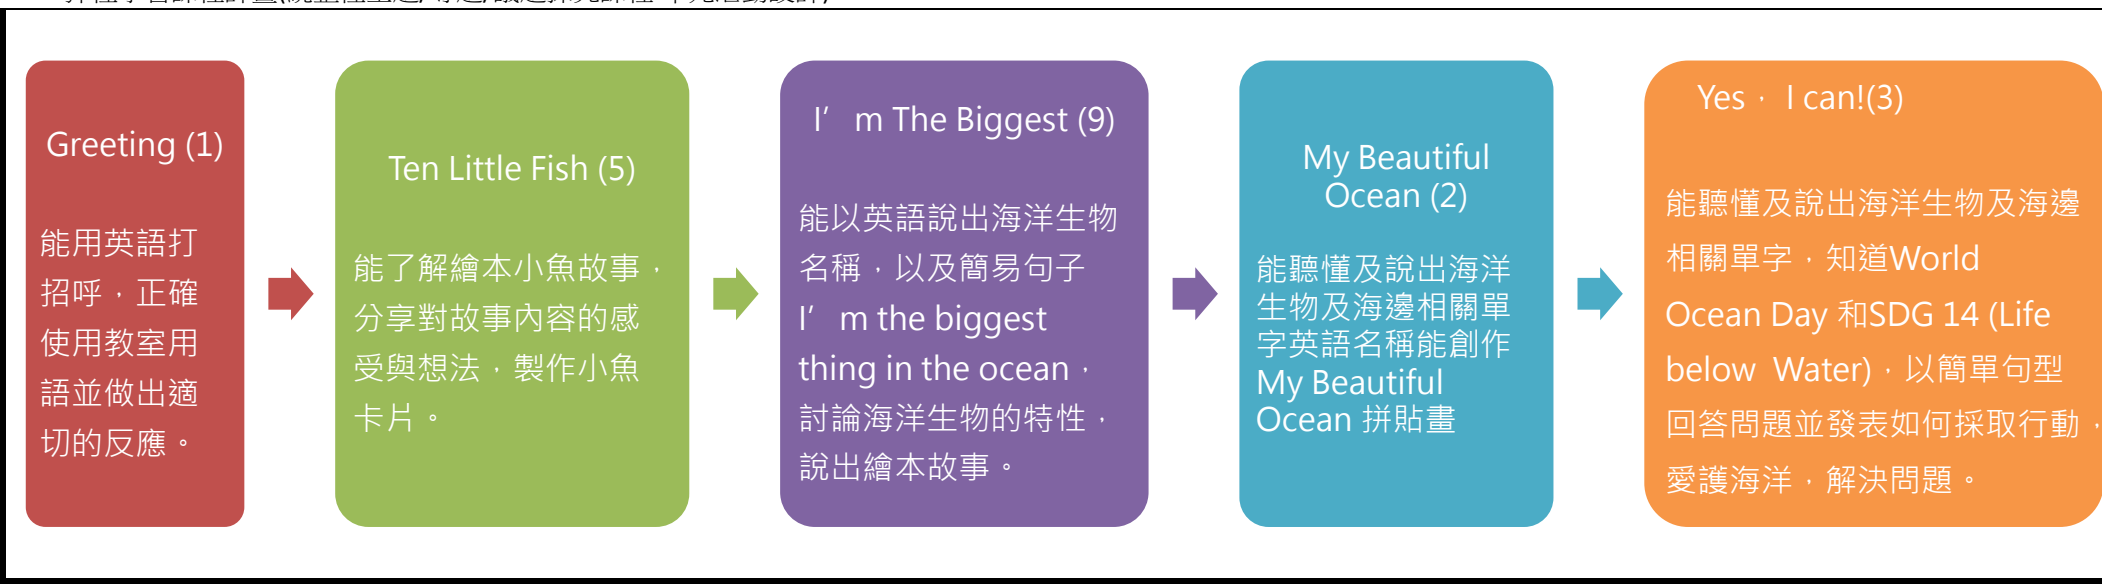 Greeting (1)
能用英語打
招呼，正確
使用教室用
語並做出適
切的反應。
Ten Little Fish (5)
能了解繪本小魚故事，
分享對故事內容的感
受與想法，製作小魚
卡片。
I’m The Biggest (9)
能以英語說出海洋生物
名稱，以及簡易句子
I’m the biggest
thing in the ocean，
討論海洋生物的特性，
說出繪本故事。
My Beautiful
Ocean (2)
能聽懂及說出海洋
生物及海邊相關單
字英語名稱能創作
My Beautiful
Ocean 拼貼畫
Yes，I can!(3)
能聽懂及說出海洋生物及海邊
相關單字，知道World
Ocean Day 和SDG 14 (Life
below Water)，以簡單句型
回答問題並發表如何採取行動，
愛護海洋，解決問題。